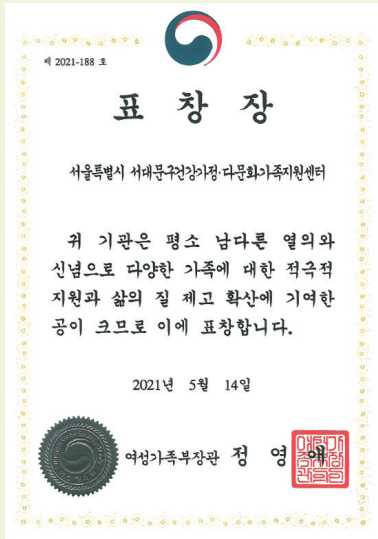 제 2021-188 호
표 창 장
서울특별시 서대문구건강가정·다문화가족지원센터
귀 기관은 평소 남다른 열의와
신념으로 다양한 가족에 대한 적극적
지원과 삶의 질 제고 확산에 기여한
공이 크므로 이에 표창합니다.
2021년 5월 14일
여성가족부장관 정 영 애